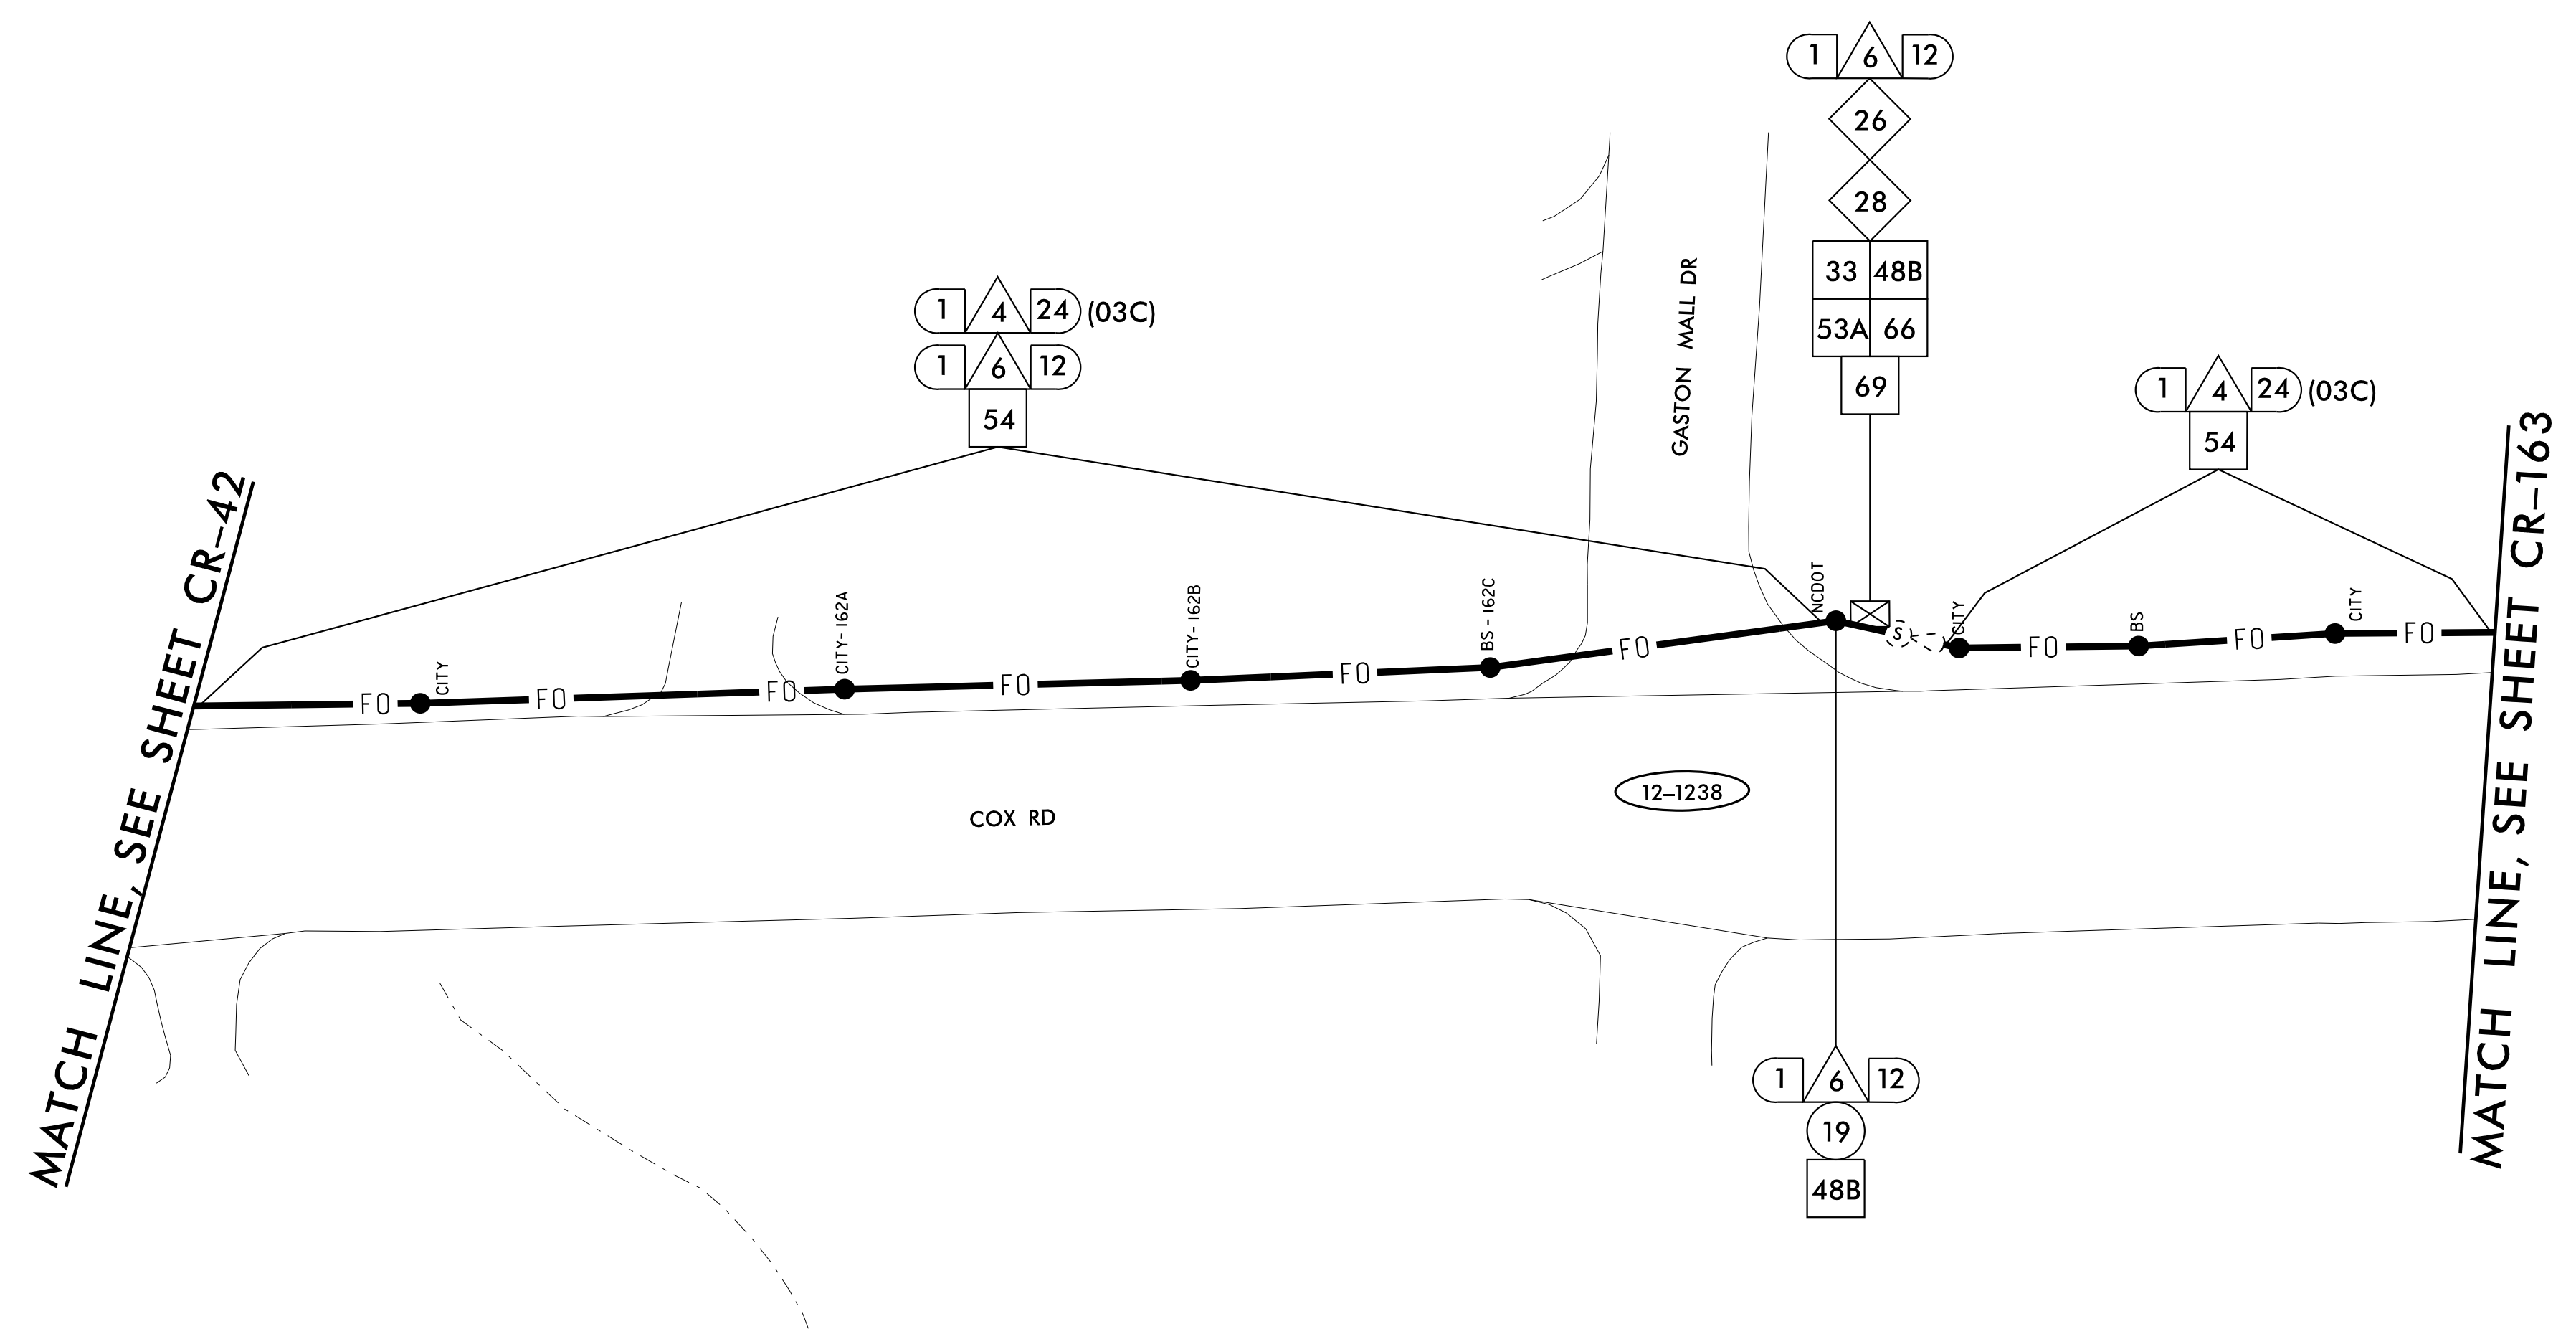 1 6 12
26
28
33 48B
53A 66
69
1 4 24 (03C)
1 6 12
54
GASTON MALL DR
1 4 24 (03C)
54
MATCH LINE, SEE SHEET CR-42
MATCH LINE, SEE SHEET CR-163
FO CITY FO FO CITY-162A FO CITY-162B FO BS-162C FO NCDOT S CITY FO BS FO CITY FO
12-1238
COX RD
1 6 12
19
48B